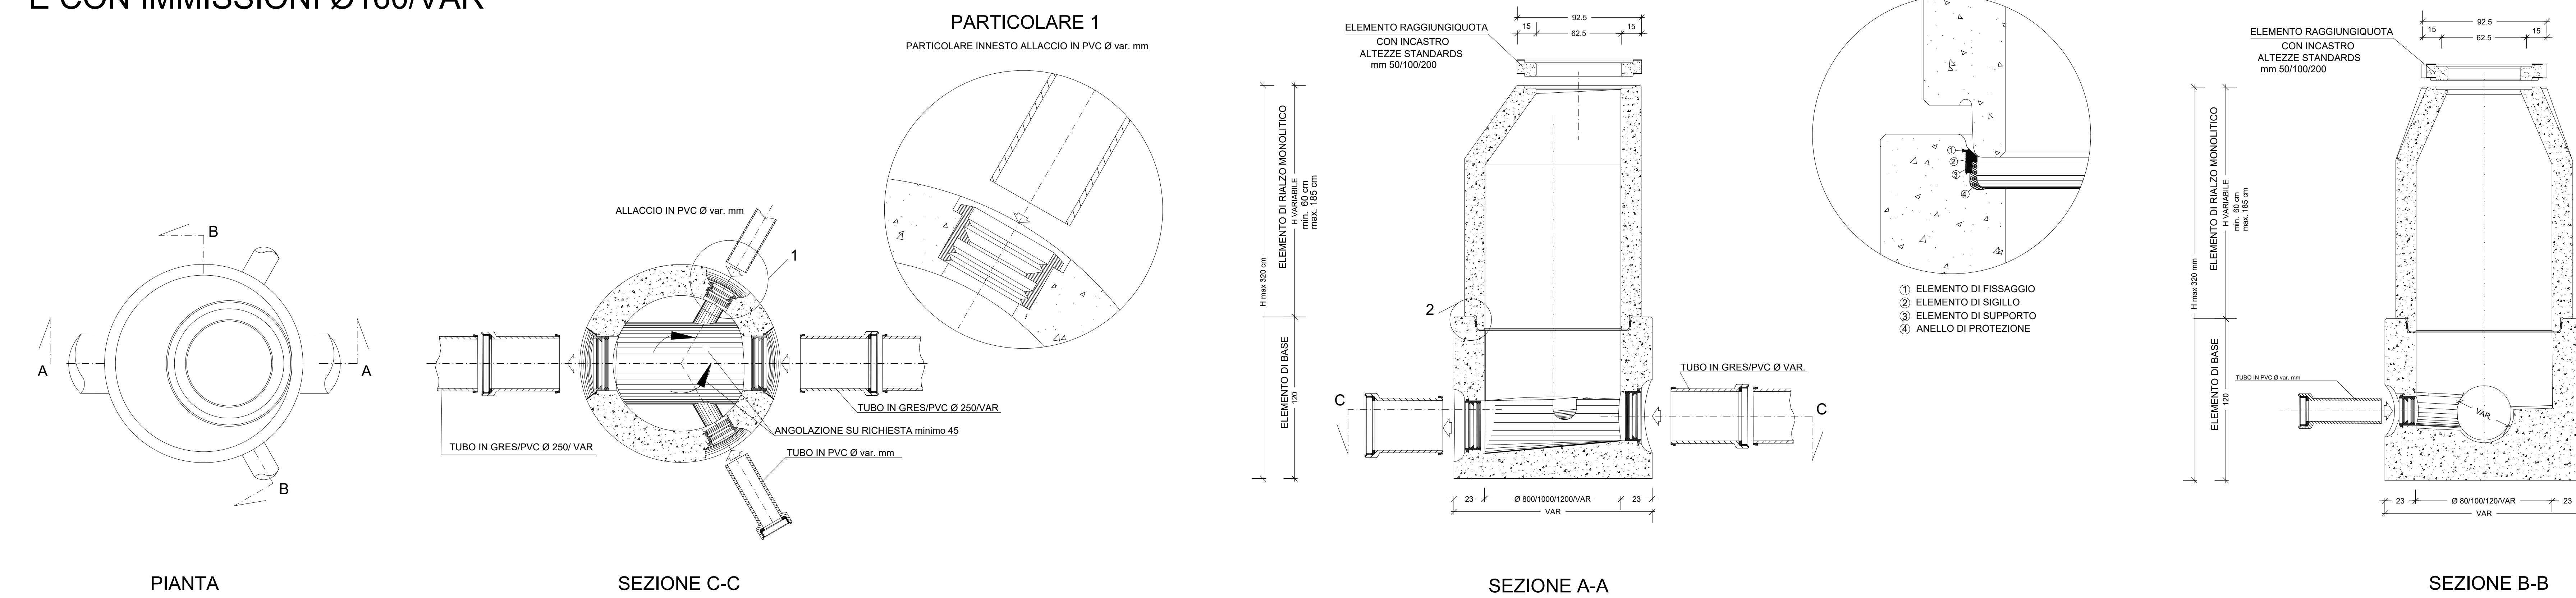 E CON IMMISSIONI Ø160/VAR
PARTICOLARE 1
PARTICOLARE INNESTO ALLACCIO IN PVC Ø var. mm
B
A
A
B
PIANTA
ALLACCIO IN PVC Ø var. mm
1
TUBO IN GRES/PVC Ø 250/VAR
ANGOLAZIONE SU RICHIESTA minimo 45
TUBO IN GRES/PVC Ø 250/ VAR
TUBO IN PVC Ø var. mm
SEZIONE C-C
ELEMENTO RAGGIUNGIQUOTA
CON INCASTRO
ALTEZZE STANDARDS
mm 50/100/200
92.5
15
62.5
15
H max 320 cm
ELEMENTO DI RIALZO MONOLITICO
H VARIABILE
min. 60 cm
max. 185 cm
ELEMENTO DI BASE
120
2
C
TUBO IN GRES/PVC Ø VAR.
C
23
Ø 800/1000/1200/VAR
23
VAR
SEZIONE A-A
1
2
3
4
1 ELEMENTO DI FISSAGGIO
2 ELEMENTO DI SIGILLO
3 ELEMENTO DI SUPPORTO
4 ANELLO DI PROTEZIONE
ELEMENTO RAGGIUNGIQUOTA
CON INCASTRO
ALTEZZE STANDARDS
mm 50/100/200
92.5
15
62.5
15
H max 320 mm
ELEMENTO DI RIALZO MONOLITICO
H VARIABILE
min. 60 cm
max. 185 cm
ELEMENTO DI BASE
120
TUBO IN PVC Ø var. mm
VAR
23
Ø 80/100/120/VAR
23
VAR
SEZIONE B-B